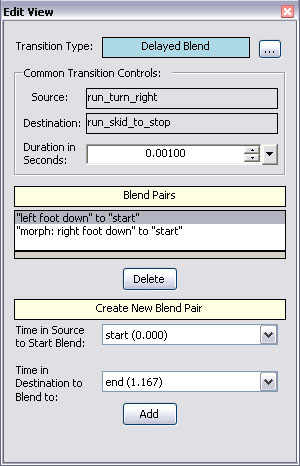 Edit View
Transition Type: Delayed Blend ...
Common Transition Controls:
Source: run_turn_right
Destination: run_skid_to_stop
Duration in
Seconds: 0.00100
Blend Pairs
"left foot down" to "start"
"morph: right foot down" to "start"
Delete
Create New Blend Pair
Time in Source
to Start Blend: start (0.000)
Time in
Destination to
Blend to: end (1.167)
Add